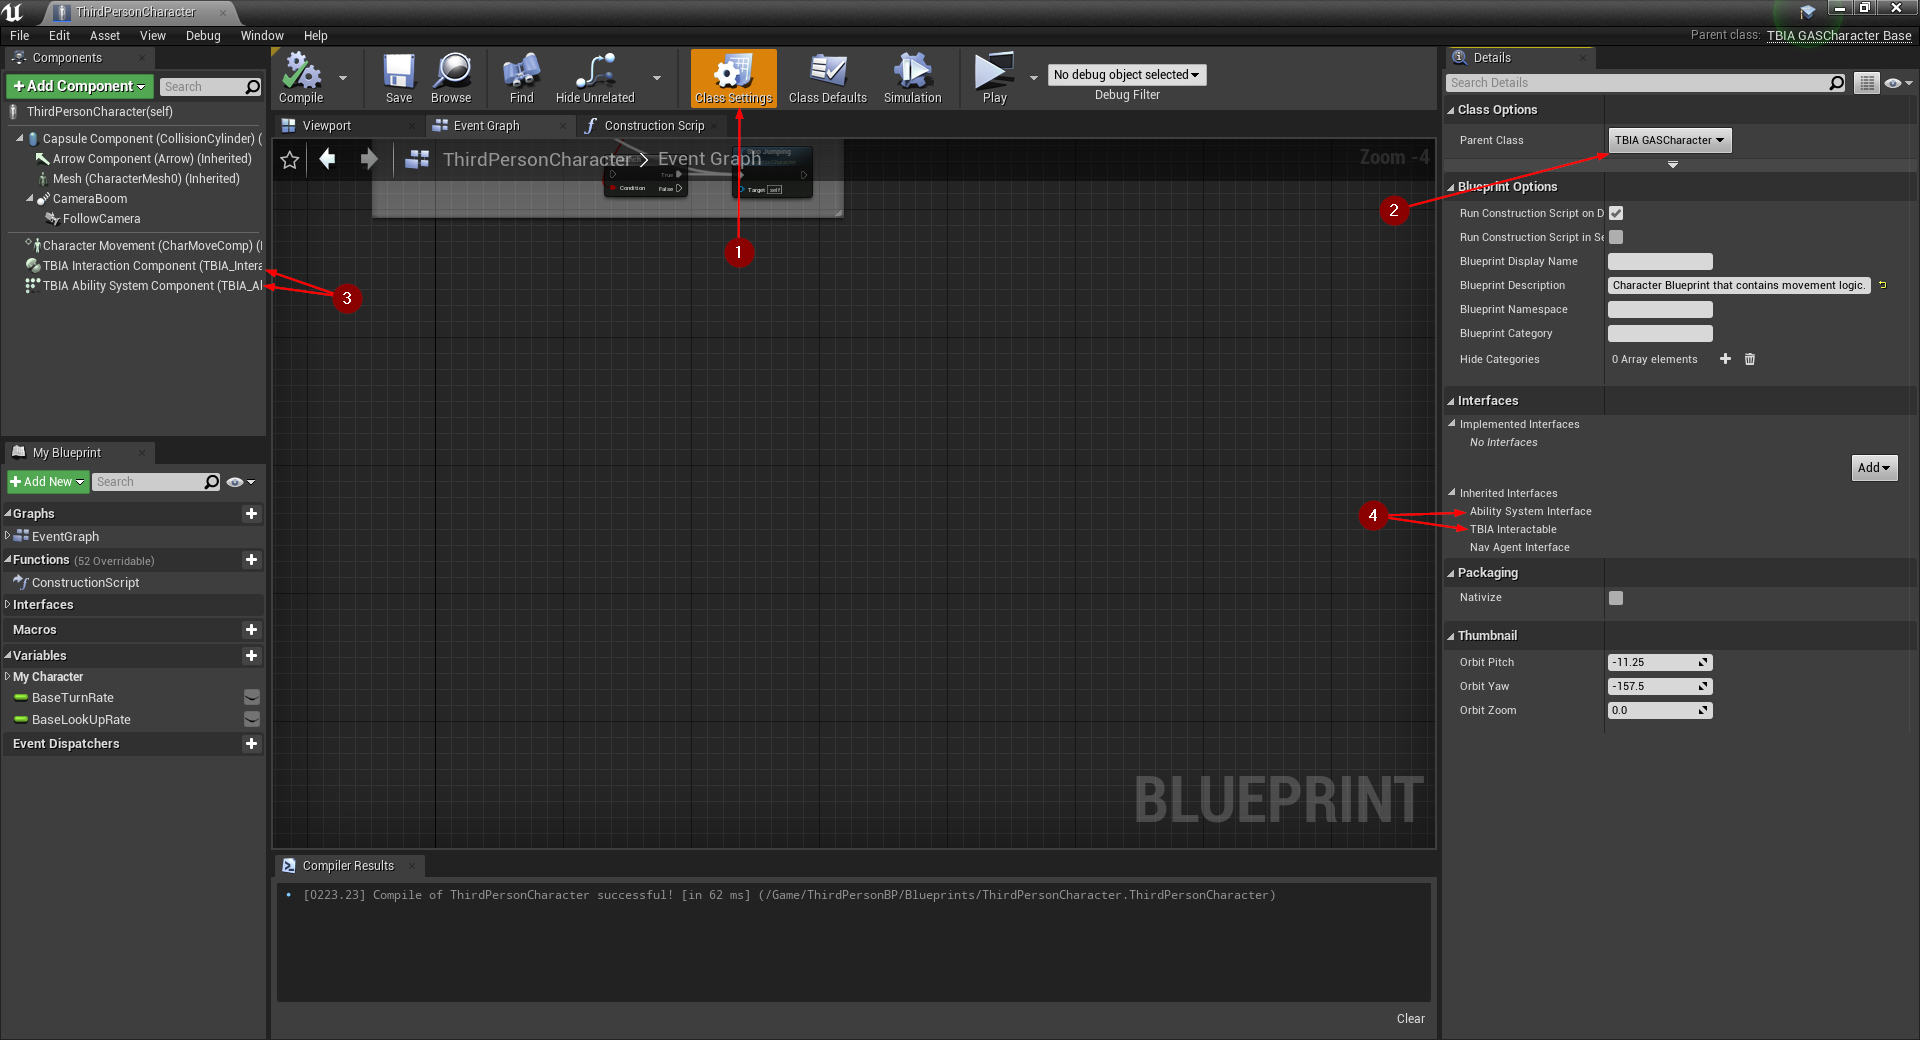 ThirdPersonCharacter
File Edit Asset View Debug Window Help
Parent class: TBIA GASCharacter Base
Components
Add Component
Search
ThirdPersonCharacter(self)
Capsule Component (CollisionCylinder) (
Arrow Component (Arrow) (Inherited)
Mesh (CharacterMesh0) (Inherited)
CameraBoom
FollowCamera
Character Movement (CharMoveComp) (I
TBIA Interaction Component (TBIA_Intera
TBIA Ability System Component (TBIA_Al
3
My Blueprint
Add New
Search
Graphs
EventGraph
Functions (52 Overridable)
ConstructionScript
Interfaces
Macros
Variables
My Character
BaseTurnRate
BaseLookUpRate
Event Dispatchers
Compile
Save
Browse
Find
Hide Unrelated
Class Settings
Class Defaults
Simulation
Play
No debug object selected
Debug Filter
Viewport
Event Graph
Construction Scrip
ThirdPersonCharacter > Event Graph
Zoom -4
Jumping
True
Condition
False
Target self
1
BLUEPRINT
Compiler Results
[0223.23] Compile of ThirdPersonCharacter successful! [in 62 ms] (/Game/ThirdPersonBP/Blueprints/ThirdPersonCharacter.ThirdPersonCharacter)
Clear
Details
Search Details
Class Options
Parent Class
TBIA GASCharacter
2
Blueprint Options
Run Construction Script on D
Run Construction Script in Se
Blueprint Display Name
Blueprint Description
Character Blueprint that contains movement logic.
Blueprint Namespace
Blueprint Category
Hide Categories
0 Array elements
Interfaces
Implemented Interfaces
No Interfaces
Add
Inherited Interfaces
4
Ability System Interface
TBIA Interactable
Nav Agent Interface
Packaging
Nativize
Thumbnail
Orbit Pitch
-11.25
Orbit Yaw
-157.5
Orbit Zoom
0.0